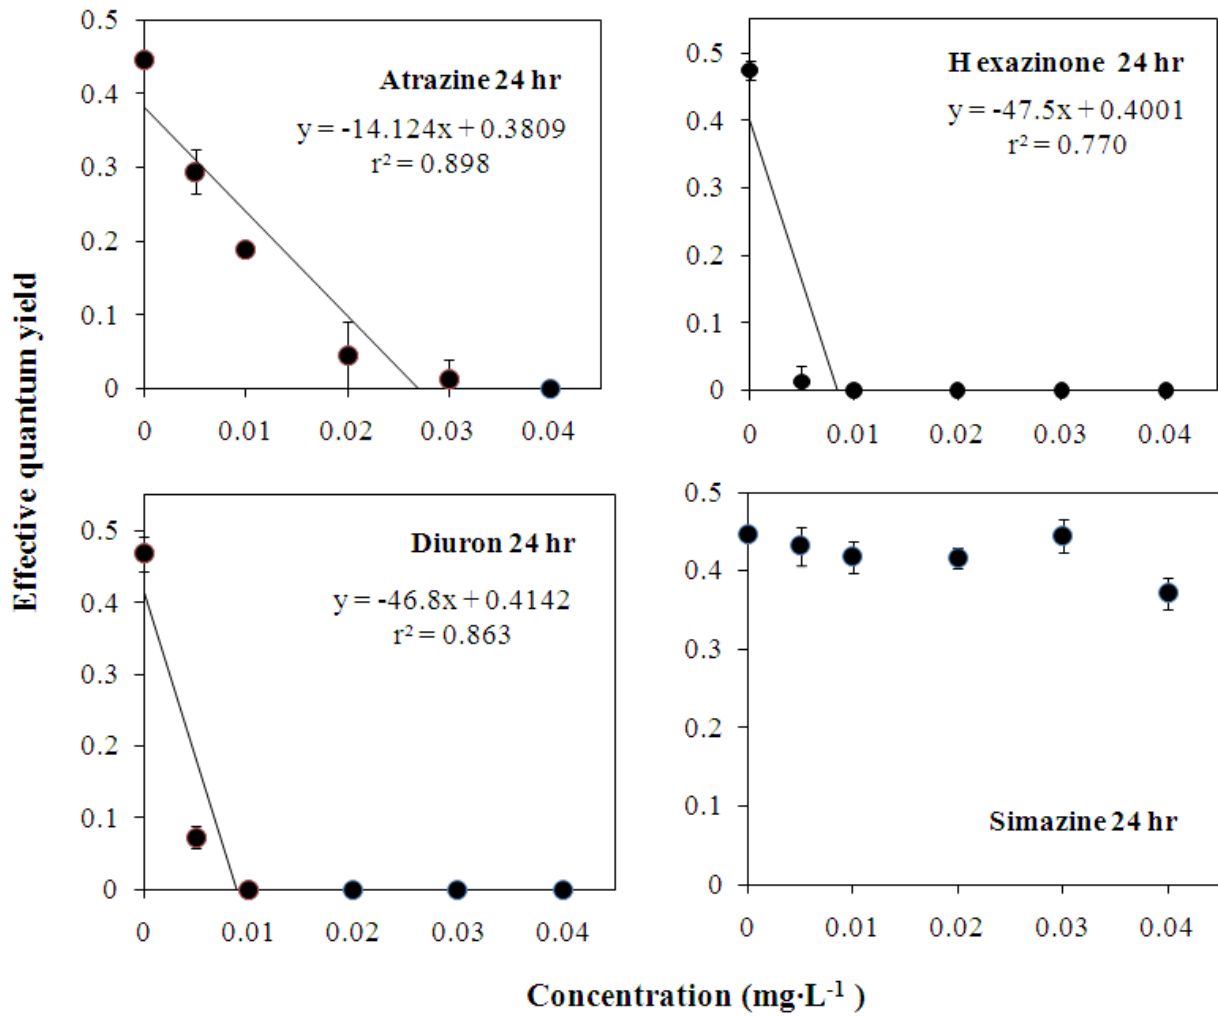 Effective quantum yield
0.5
0.4
0.3
0.2
0.1
0
Atrazine 24 hr
y = -14.124x + 0.3809
r² = 0.898
0 0.01 0.02 0.03 0.04
0.5
0.4
0.3
0.2
0.1
0
Hexazinone 24 hr
y = -47.5x + 0.4001
r² = 0.770
0 0.01 0.02 0.03 0.04
0.5
0.4
0.3
0.2
0.1
0
Diuron 24 hr
y = -46.8x + 0.4142
r² = 0.863
0 0.01 0.02 0.03 0.04
0.5
0.4
0.3
0.2
0.1
0
Simazine 24 hr
0 0.01 0.02 0.03 0.04
Concentration (mg·L⁻¹ )